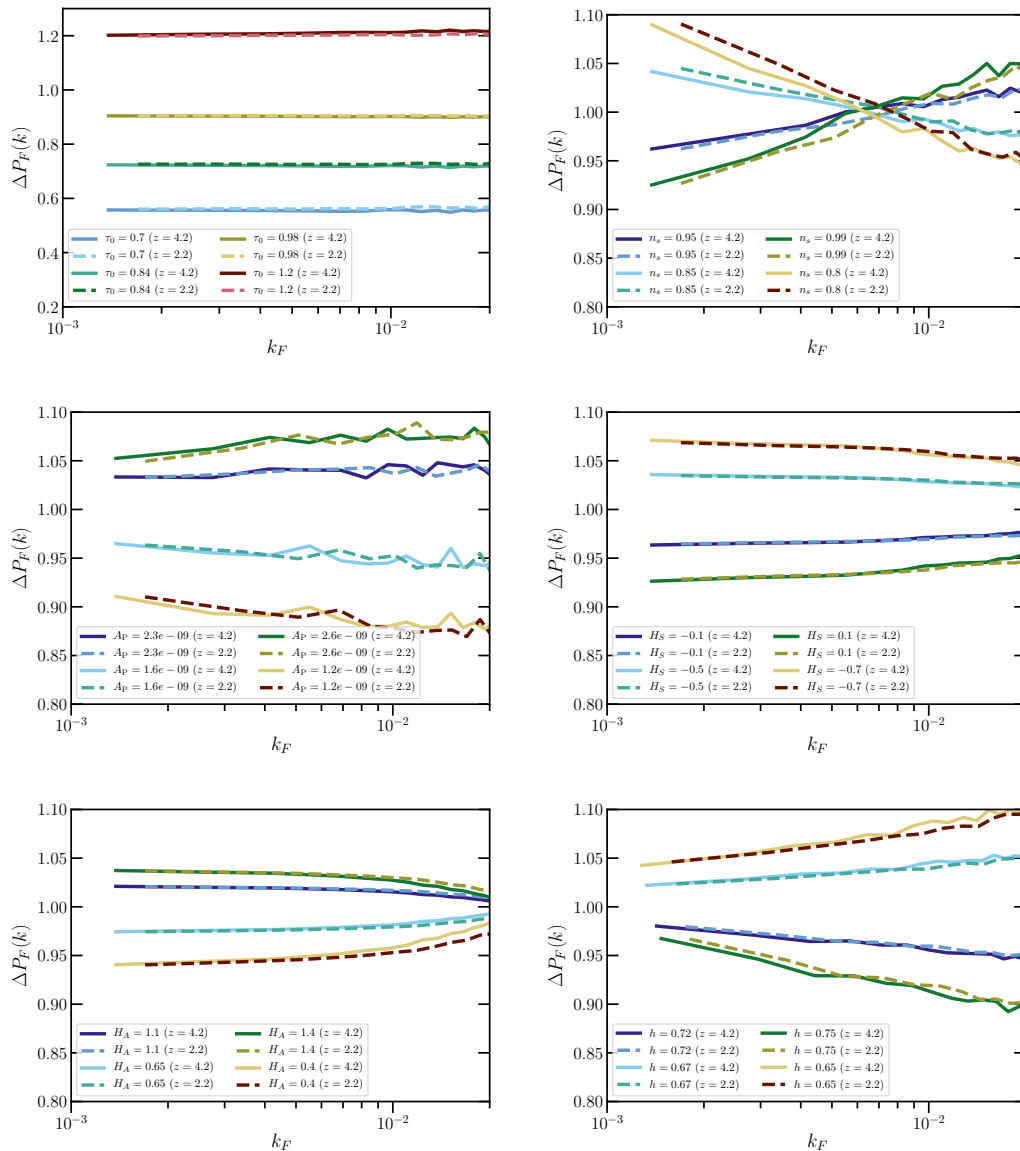 1.2
1.0
0.8
0.6
0.4
0.2
ΔP_F(k)
τ_0 = 0.7 (z = 4.2)
τ_0 = 0.7 (z = 2.2)
τ_0 = 0.84 (z = 4.2)
τ_0 = 0.84 (z = 2.2)
τ_0 = 0.98 (z = 4.2)
τ_0 = 0.98 (z = 2.2)
τ_0 = 1.2 (z = 4.2)
τ_0 = 1.2 (z = 2.2)
10^{-3}
10^{-2}
k_F
1.10
1.05
1.00
0.95
0.90
0.85
0.80
ΔP_F(k)
n_s = 0.95 (z = 4.2)
n_s = 0.95 (z = 2.2)
n_s = 0.85 (z = 4.2)
n_s = 0.85 (z = 2.2)
n_s = 0.99 (z = 4.2)
n_s = 0.99 (z = 2.2)
n_s = 0.8 (z = 4.2)
n_s = 0.8 (z = 2.2)
10^{-3}
10^{-2}
k_F
1.10
1.05
1.00
0.95
0.90
0.85
0.80
ΔP_F(k)
A_P = 2.3e − 09 (z = 4.2)
A_P = 2.3e − 09 (z = 2.2)
A_P = 1.6e − 09 (z = 4.2)
A_P = 1.6e − 09 (z = 2.2)
A_P = 2.6e − 09 (z = 4.2)
A_P = 2.6e − 09 (z = 2.2)
A_P = 1.2e − 09 (z = 4.2)
A_P = 1.2e − 09 (z = 2.2)
10^{-3}
10^{-2}
k_F
1.10
1.05
1.00
0.95
0.90
0.85
0.80
ΔP_F(k)
H_S = −0.1 (z = 4.2)
H_S = −0.1 (z = 2.2)
H_S = −0.5 (z = 4.2)
H_S = −0.5 (z = 2.2)
H_S = 0.1 (z = 4.2)
H_S = 0.1 (z = 2.2)
H_S = −0.7 (z = 4.2)
H_S = −0.7 (z = 2.2)
10^{-3}
10^{-2}
k_F
1.10
1.05
1.00
0.95
0.90
0.85
0.80
ΔP_F(k)
H_A = 1.1 (z = 4.2)
H_A = 1.1 (z = 2.2)
H_A = 0.65 (z = 4.2)
H_A = 0.65 (z = 2.2)
H_A = 1.4 (z = 4.2)
H_A = 1.4 (z = 2.2)
H_A = 0.4 (z = 4.2)
H_A = 0.4 (z = 2.2)
10^{-3}
10^{-2}
k_F
1.10
1.05
1.00
0.95
0.90
0.85
0.80
ΔP_F(k)
h = 0.72 (z = 4.2)
h = 0.72 (z = 2.2)
h = 0.67 (z = 4.2)
h = 0.67 (z = 2.2)
h = 0.75 (z = 4.2)
h = 0.75 (z = 2.2)
h = 0.65 (z = 4.2)
h = 0.65 (z = 2.2)
10^{-3}
10^{-2}
k_F